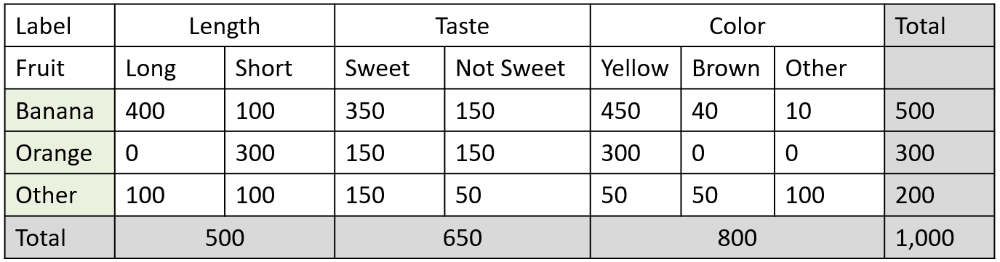 Label Length Taste Color Total
Fruit Long Short Sweet Not Sweet Yellow Brown Other
Banana 400 100 350 150 450 40 10 500
Orange 0 300 150 150 300 0 0 300
Other 100 100 150 50 50 50 100 200
Total 500 650 800 1,000